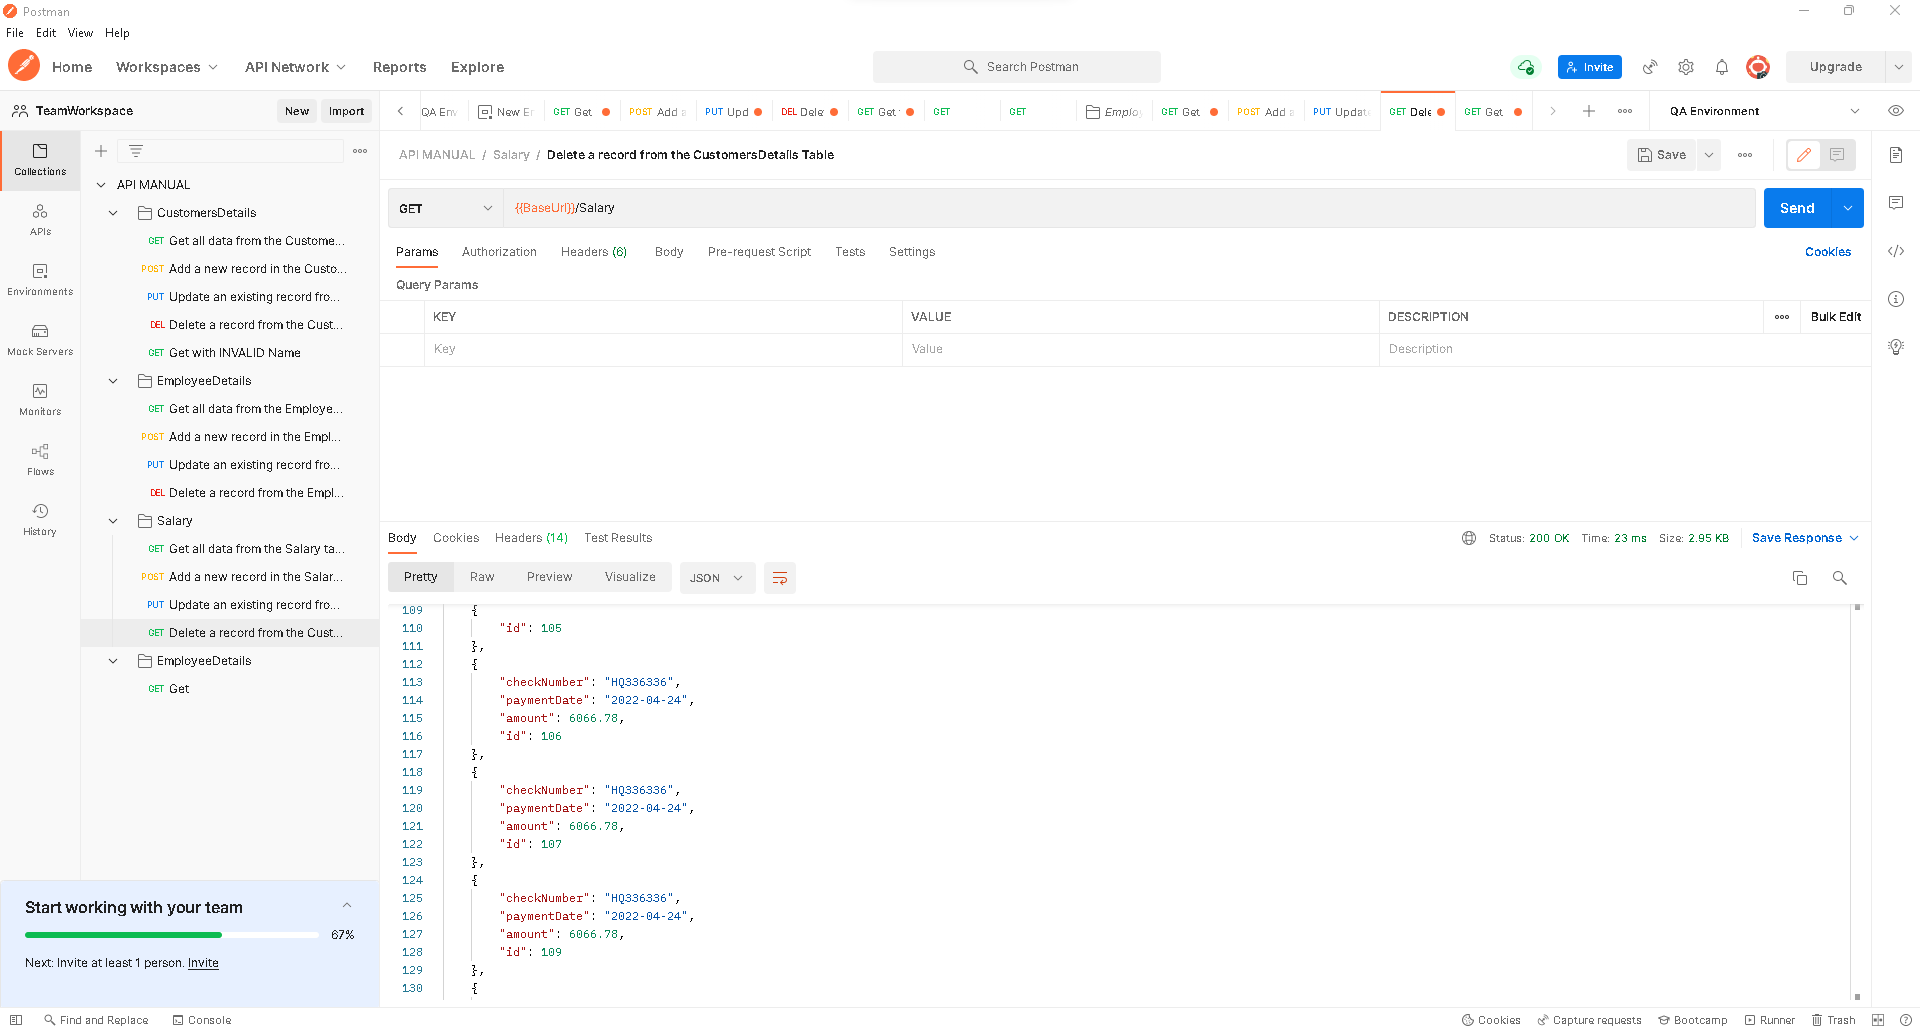 Postman
File Edit View Help
Home Workspaces API Network Reports Explore
Search Postman
Invite
Upgrade
TeamWorkspace
New Import
QA Env
New En
GET Get
POST Add a
PUT Upd
DEL Dele
GET Get
GET
GET
Emplo
GET Get
POST Add a
PUT Update
GET Dele
GET Get
QA Environment
Collections
APIs
Environments
Mock Servers
Monitors
Flows
History
API MANUAL
CustomersDetails
GET Get all data from the Custome...
POST Add a new record in the Custo...
PUT Update an existing record fro...
DEL Delete a record from the Cust...
GET Get with INVALID Name
EmployeeDetails
GET Get all data from the Employe...
POST Add a new record in the Empl...
PUT Update an existing record fro...
DEL Delete a record from the Empl...
Salary
GET Get all data from the Salary ta...
POST Add a new record in the Salar...
PUT Update an existing record fro...
GET Delete a record from the Cust...
EmployeeDetails
GET Get
Start working with your team
67%
Next: Invite at least 1 person. Invite
API MANUAL / Salary / Delete a record from the CustomersDetails Table
Save
GET
{{BaseUrl}}/Salary
Send
Params Authorization Headers (6) Body Pre-request Script Tests Settings
Cookies
Query Params
KEY VALUE DESCRIPTION
Bulk Edit
Key Value Description
Body Cookies Headers (14) Test Results
Status: 200 OK Time: 23 ms Size: 2.95 KB
Save Response
Pretty Raw Preview Visualize JSON
109 {
110 "id": 105
111 },
112 {
113 "checkNumber": "HQ336336",
114 "paymentDate": "2022-04-24",
115 "amount": 6066.78,
116 "id": 106
117 },
118 {
119 "checkNumber": "HQ336336",
120 "paymentDate": "2022-04-24",
121 "amount": 6066.78,
122 "id": 107
123 },
124 {
125 "checkNumber": "HQ336336",
126 "paymentDate": "2022-04-24",
127 "amount": 6066.78,
128 "id": 109
129 },
130 {
Find and Replace Console
Cookies Capture requests Bootcamp Runner Trash